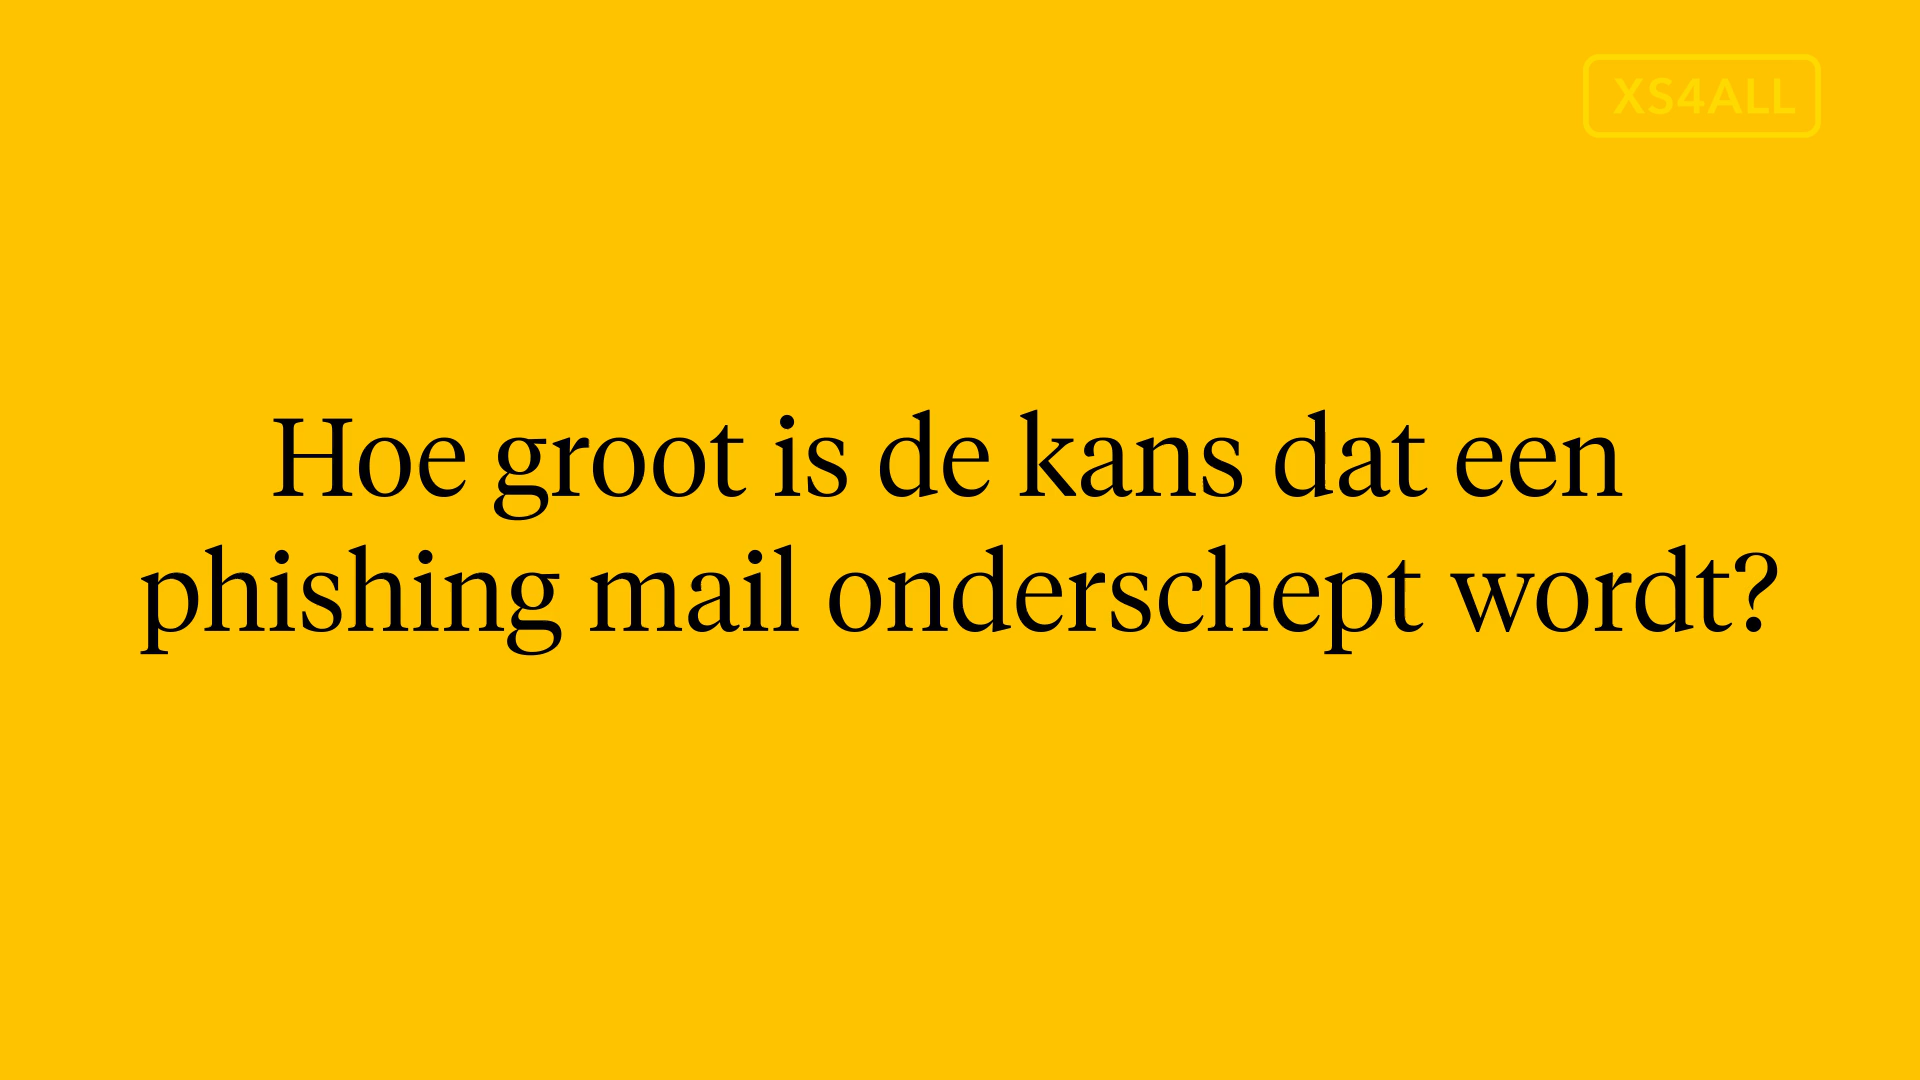 XS4ALL
Hoe groot is de kans dat een
phishing mail onderschept wordt?